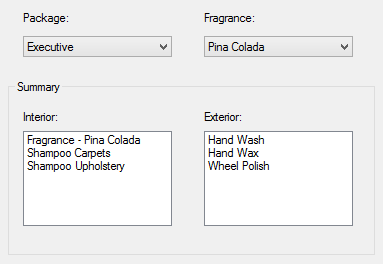 Package: Fragrance:
Executive Pina Colada
Summary
Interior: Exterior:
Fragrance - Pina Colada
Shampoo Carpets
Shampoo Upholstery
Hand Wash
Hand Wax
Wheel Polish